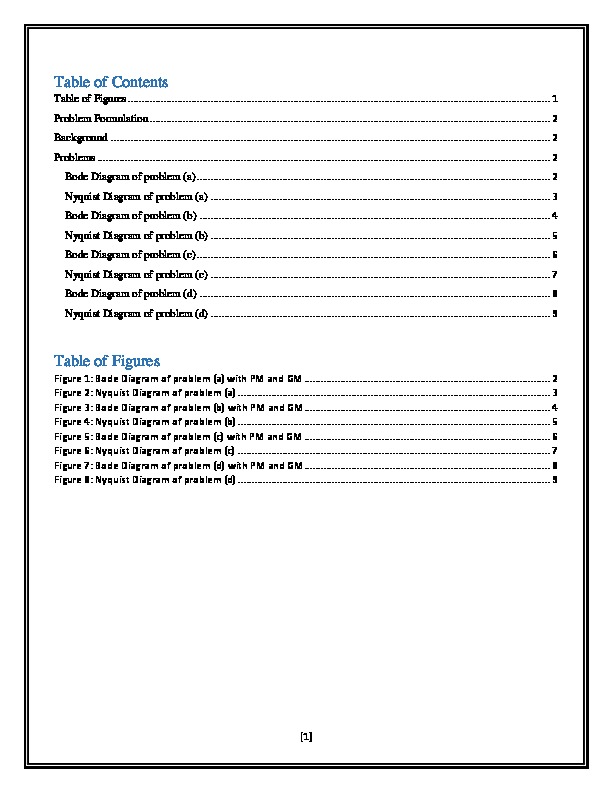 Table of Contents
Table of Figures 1
Problem Formulation 2
Background 2
Problems 2
Bode Diagram of problem (a) 2
Nyquist Diagram of problem (a) 3
Bode Diagram of problem (b) 4
Nyquist Diagram of problem (b) 5
Bode Diagram of problem (c) 6
Nyquist Diagram of problem (c) 7
Bode Diagram of problem (d) 8
Nyquist Diagram of problem (d) 9
Table of Figures
Figure 1: Bode Diagram of problem (a) with PM and GM 2
Figure 2: Nyquist Diagram of problem (a) 3
Figure 3: Bode Diagram of problem (b) with PM and GM 4
Figure 4: Nyquist Diagram of problem (b) 5
Figure 5: Bode Diagram of problem (c) with PM and GM 6
Figure 6: Nyquist Diagram of problem (c) 7
Figure 7: Bode Diagram of problem (d) with PM and GM 8
Figure 8: Nyquist Diagram of problem (d) 9
[1]